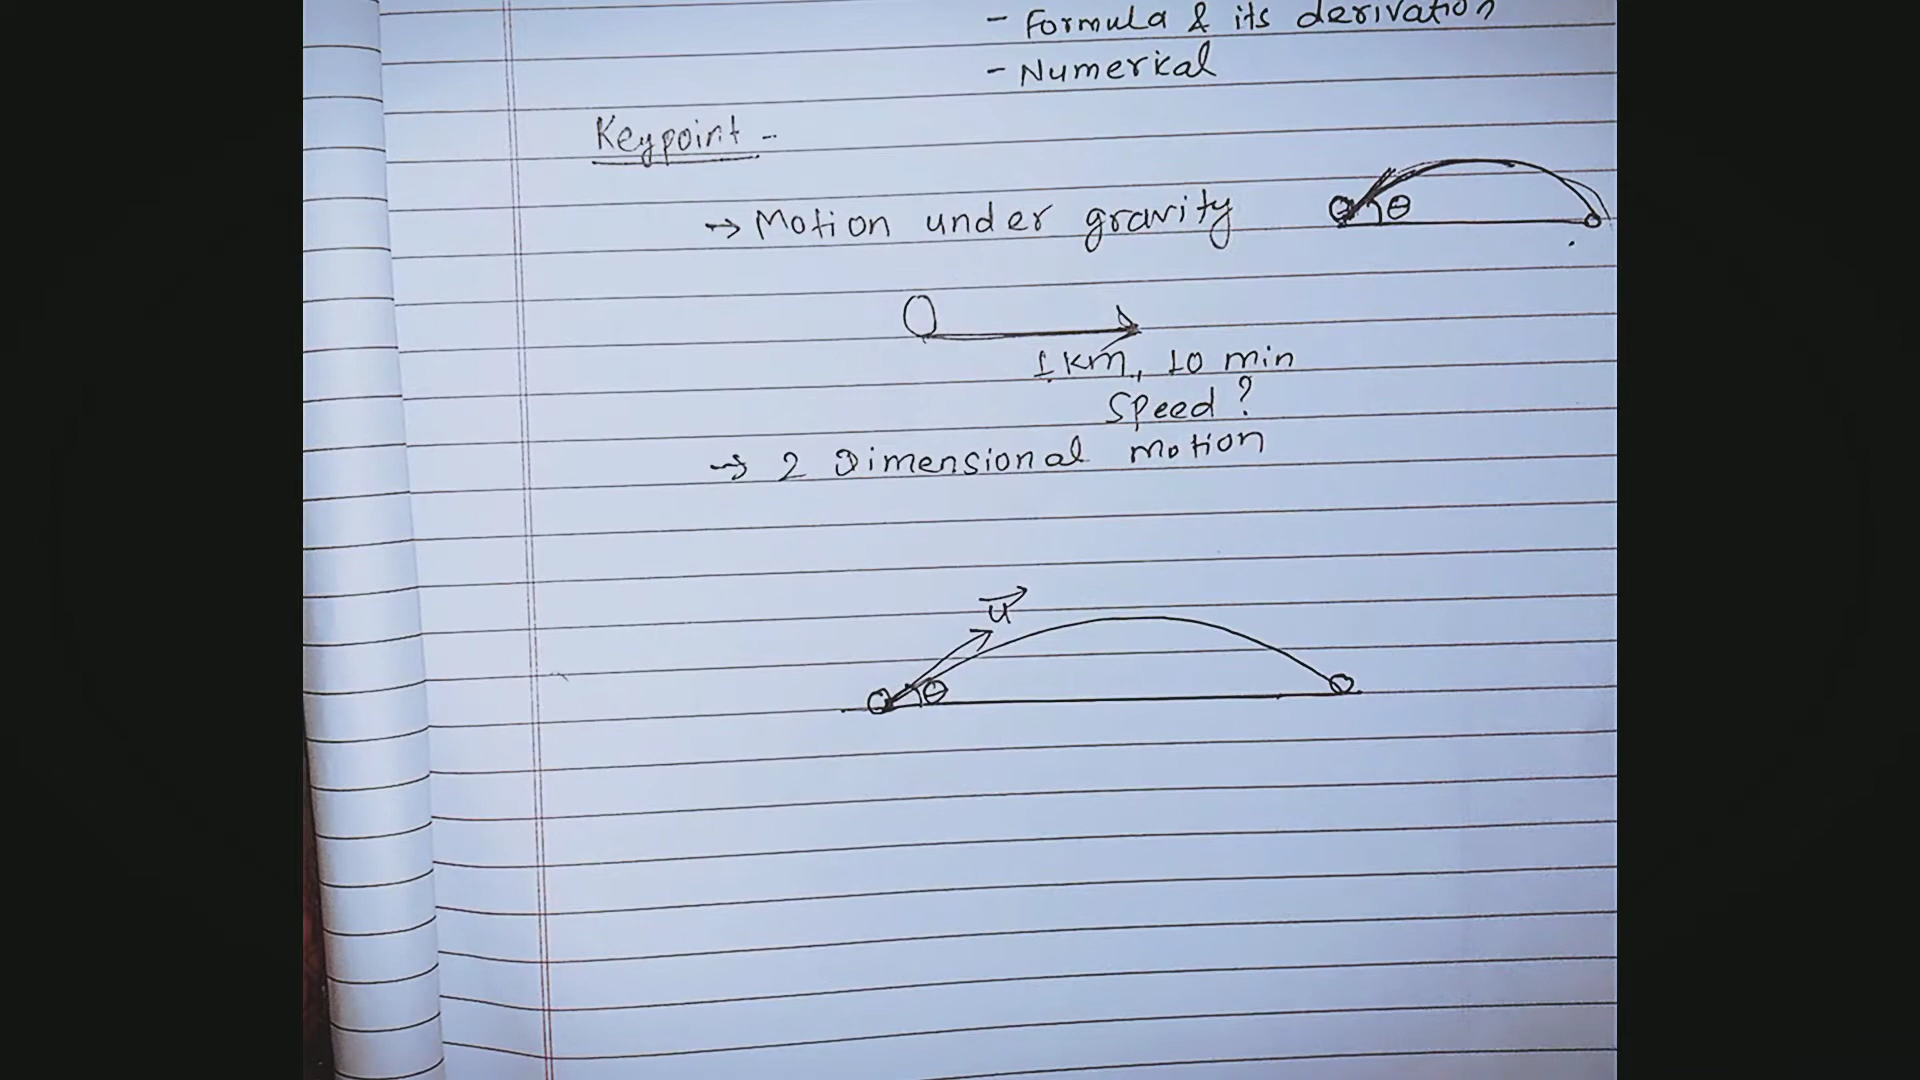 - Formula & its derivation
- Numerical
Keypoint -
→ Motion under gravity
θ
1 km, 10 min
Speed ?
→ 2 Dimensional motion
u
θ